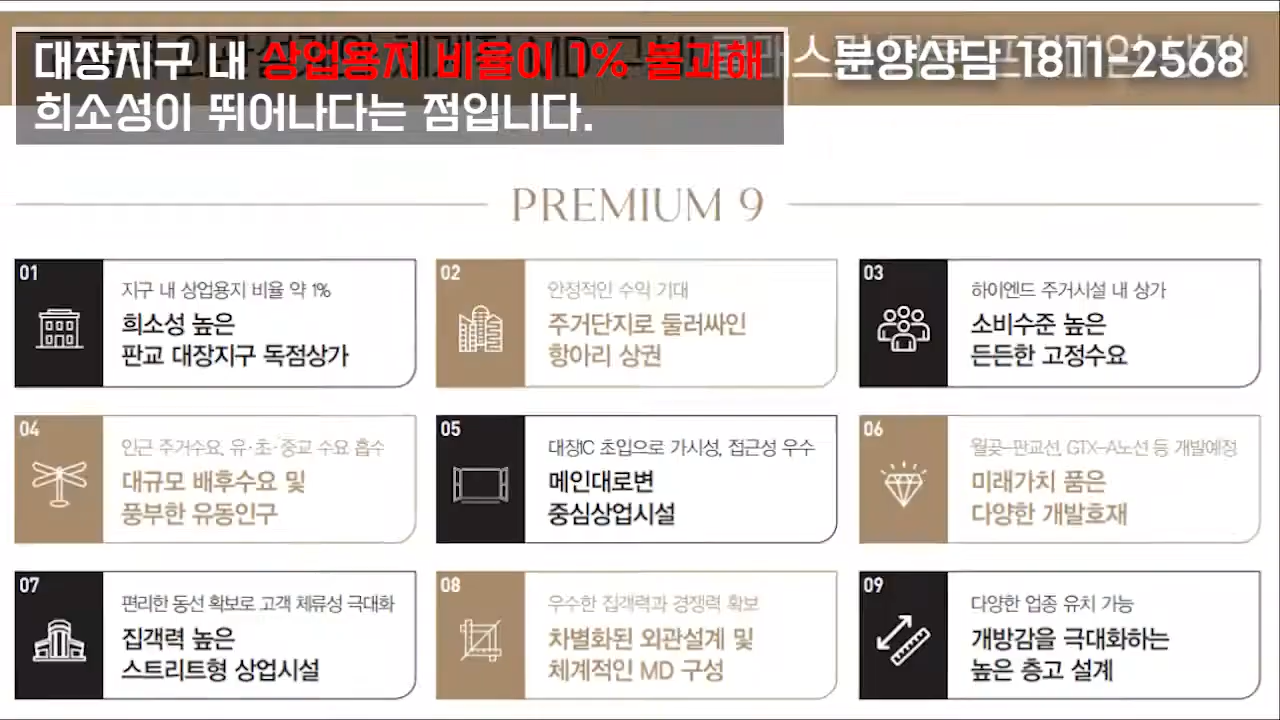 대장지구 내 상업용지 비율이 1% 불과해
희소성이 뛰어나다는 점입니다.
분양상담 1811-2568
PREMIUM 9
01
지구 내 상업용지 비율 약 1%
희소성 높은
판교 대장지구 독점상가
02
안정적인 수익 기대
주거단지로 둘러싸인
항아리 상권
03
하이엔드 주거시설 내 상가
소비수준 높은
든든한 고정수요
04
인근 주거수요, 유·초·중교 수요 흡수
대규모 배후수요 및
풍부한 유동인구
05
대장IC 초입으로 가시성, 접근성 우수
메인대로변
중심상업시설
06
월곶-판교선, GTX-A노선 등 개발예정
미래가치 품은
다양한 개발호재
07
편리한 동선 확보로 고객 체류성 극대화
집객력 높은
스트리트형 상업시설
08
우수한 집객력과 경쟁력 확보
차별화된 외관설계 및
체계적인 MD 구성
09
다양한 업종 유치 가능
개방감을 극대화하는
높은 층고 설계